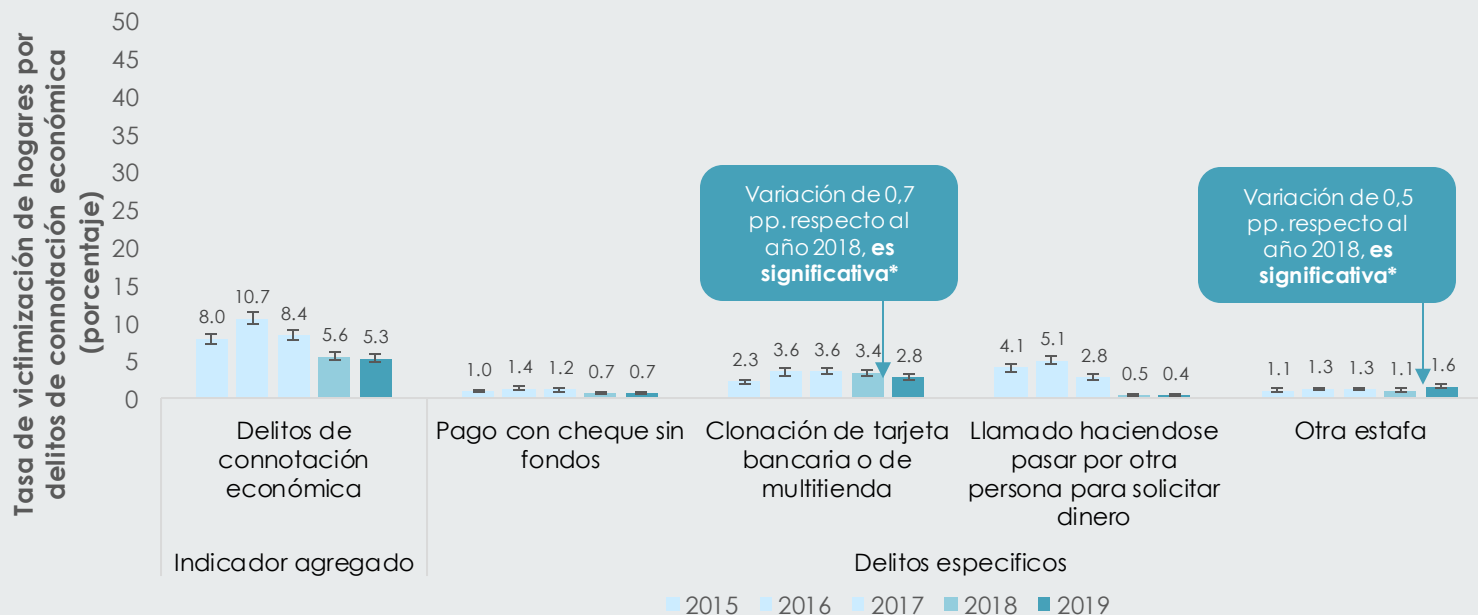 Tasa de victimización de hogares por
delitos de connotación económica
(porcentaje)
50
45
40
35
30
25
20
15
10
5
0
Variación de 0,7
pp. respecto al
año 2018, es
significativa*
Variación de 0,5
pp. respecto al
año 2018, es
significativa*
8.0
10.7
8.4
5.6
5.3
1.0
1.4
1.2
0.7
0.7
2.3
3.6
3.6
3.4
2.8
4.1
5.1
2.8
0.5
0.4
1.1
1.3
1.3
1.1
1.6
Delitos de
connotación
económica
Pago con cheque sin
fondos
Clonación de tarjeta
bancaria o de
multitienda
Llamado haciendose
pasar por otra
persona para solicitar
dinero
Otra estafa
Indicador agregado
Delitos especificos
2015 2016 2017 2018 2019